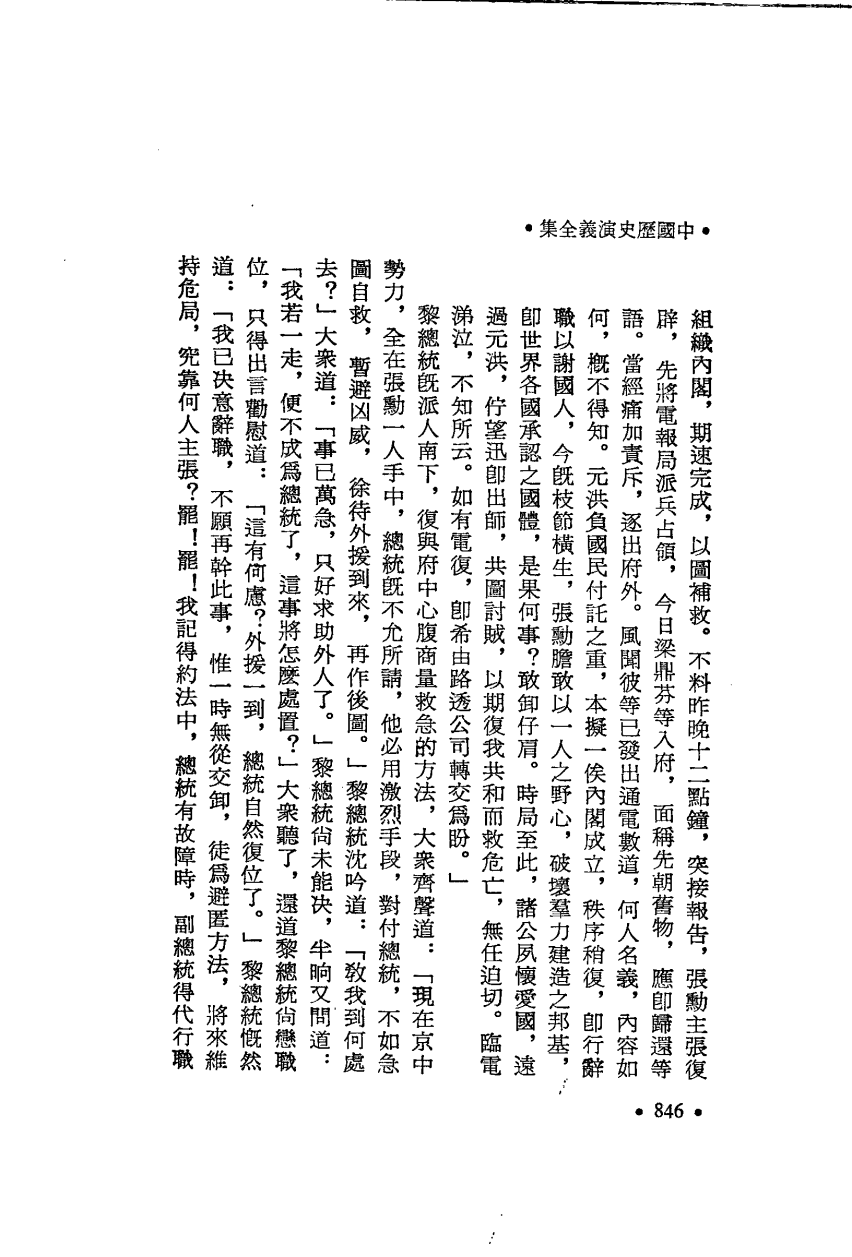 •中國歷史演義全集•
組織內閣，期速完成，以圖補救。不料昨晚十二點鐘，突接報告，張勳主張復
辟，先將電報局派兵占領，今日梁鼎芬等入府，面稱先朝舊物，應卽歸還等
語。當經痛加責斥，逐出府外。風聞彼等已發出通電數道，何人名義，內容如
何，槪不得知。元洪負國民付託之重，本擬一俟內閣成立，秩序稍復，卽行辭
職以謝國人，今旣枝節橫生，張勳膽敢以一人之野心，破壞羣力建造之邦基，
卽世界各國承認之國體，是果何事？敢卸仔肩。時局至此，諸公夙懷愛國，遠
過元洪，佇望迅卽出師，共圖討賊，以期復我共和而救危亡，無任迫切。臨電
涕泣，不知所云。如有電復，卽希由路透公司轉交爲盼。」
黎總統旣派人南下，復與府中心腹商量救急的方法，大衆齊聲道：「現在京中
勢力，全在張勳一人手中，總統旣不允所請，他必用激烈手段，對付總統，不如急
圖自救，暫避凶威，徐待外援到來，再作後圖。」黎總統沈吟道：「敎我到何處
去？」大衆道：「事已萬急，只好求助外人了。」黎總統尙未能決，半晌又問道：
「我若一走，便不成爲總統了，這事將怎麽處置？」大衆聽了，還道黎總統尙戀職
位，只得出言勸慰道：「這有何慮？外援一到，總統自然復位了。」黎總統慨然
道：「我已決意辭職，不願再幹此事，惟一時無從交卸，徒爲避匿方法，將來維
持危局，究靠何人主張？罷！罷！我記得約法中，總統有故障時，副總統得代行職
•846•